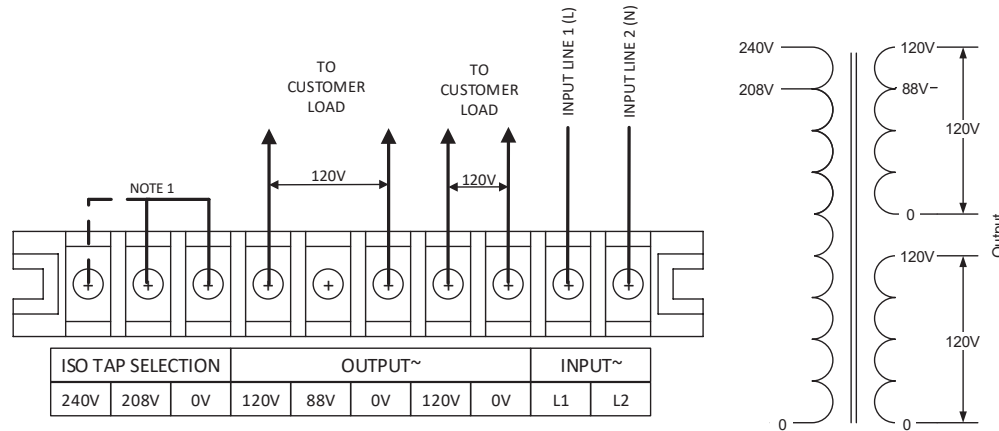 TO
CUSTOMER
LOAD
TO
CUSTOMER
LOAD
INPUT LINE 1 (L)
INPUT LINE 2 (N)
NOTE 1
120V
120V
ISO TAP SELECTION OUTPUT~ INPUT~
240V 208V 0V 120V 88V 0V 120V 0V L1 L2
240V
208V
0
120V
88V
120V
0
120V
120V
0
Output